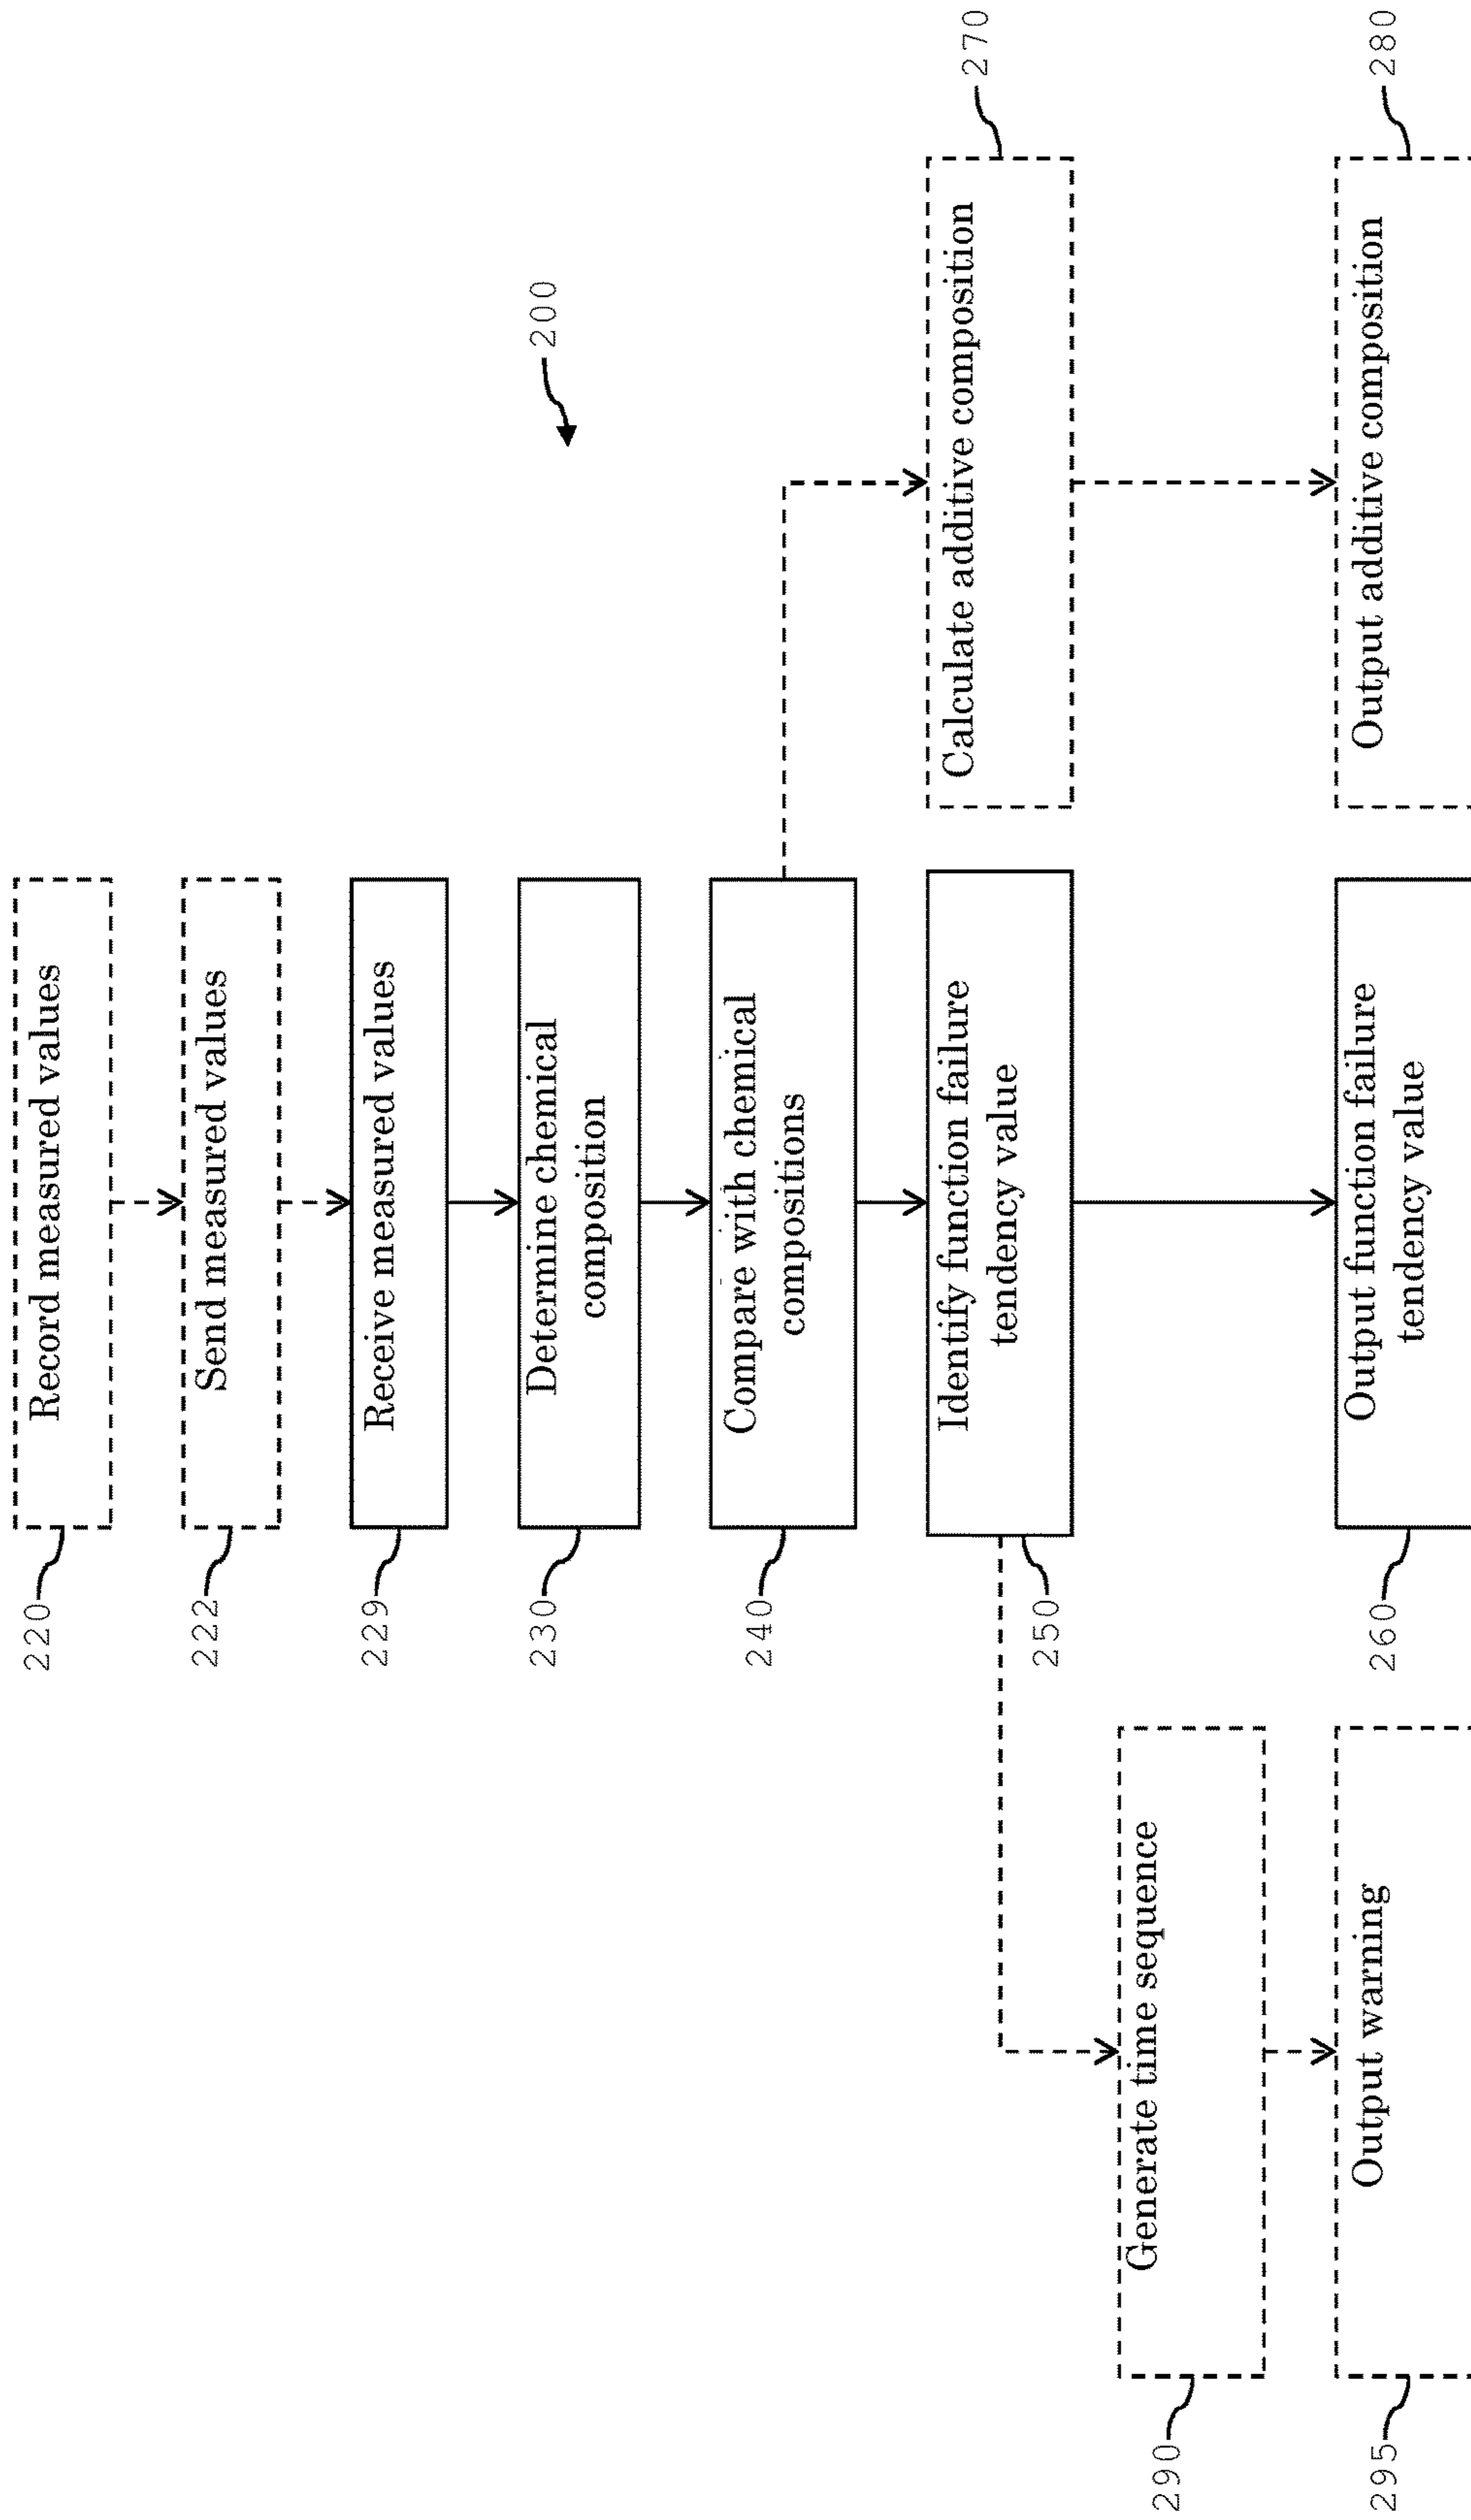 200
220
Record measured values
222
Send measured values
229
Receive measured values
230
Determine chemical
composition
240
Compare with chemical
compositions
250
Identify function failure
tendency value
270
Calculate additive composition
290
Generate time sequence
295
Output warning
260
Output function failure
tendency value
280
Output additive composition